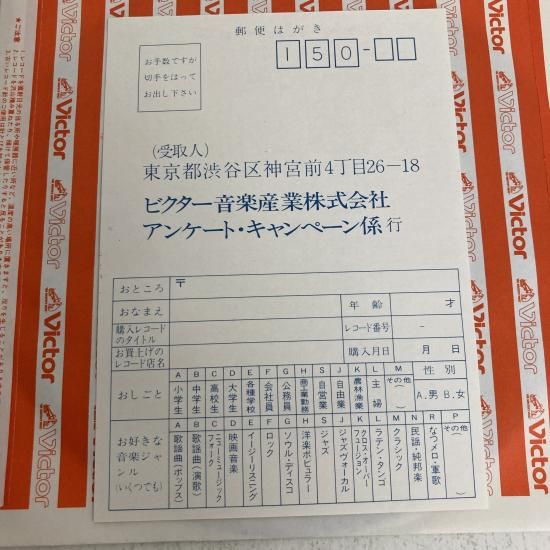 郵便はがき
150-
お手数ですが
切手をはって
お出し下さい
(受取人)
東京都渋谷区神宮前4丁目26-18
ビクター音楽産業株式会社
アンケート・キャンペーン係 行
おところ 〒
おなまえ 年齢 才
購入レコードのタイトル レコード番号 -
お買上げのレコード店名 購入月日 月 日
おしごと
A 小学生
B 中学生
C 高校生
D 大学生
E 各種学校
F 会社員
G 公務員
H 商工業勤務
S 自営業
J 自由業
K 農林漁業
L 主婦
M その他( )
性別
A.男 B.女
お好きな
音楽ジャ
ンル
(いくつでも)
A 歌謡曲(ポップス)
B 歌謡曲(演歌)
C ニューミュージック フォーク
D 映画音楽
E イージーリスニング
F ロック
G ソウル・ディスコ
H 洋楽ポピュラー
S ジャズ
J ジャズヴォーカル
K クロスオーバー フュージョン
L ラテン・タンゴ
M クラシック
N 民謡・純邦楽
R なつメロ・軍歌
P その他( )
★ご注意
Victor
Victor
Victor
Victor
Victor
Victor
Victor